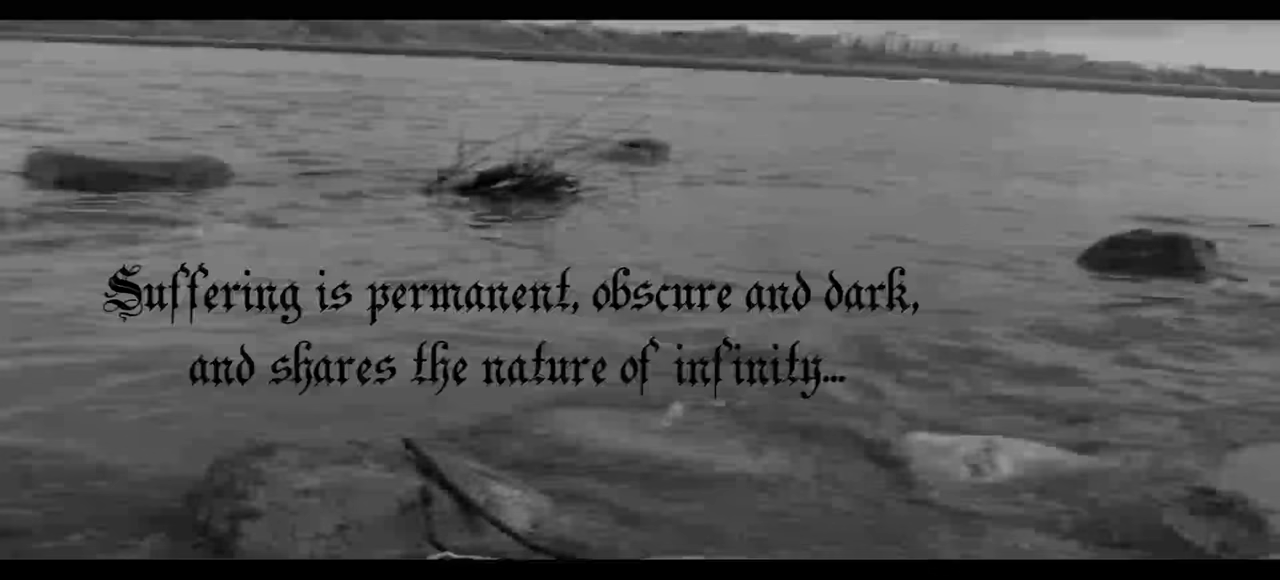 Suffering is permanent, obscure and dark,
and shares the nature of infinity...